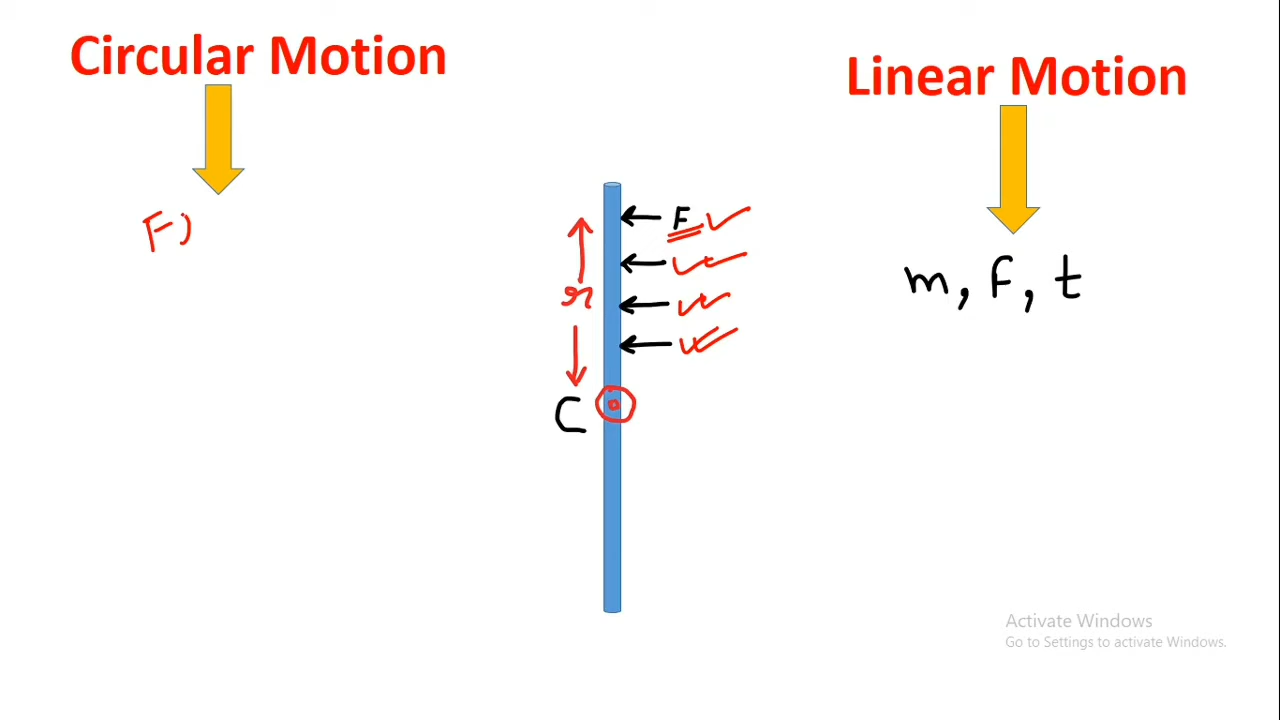 Circular Motion
Linear Motion
F)
F
m, F, t
r
C
Activate Windows
Go to Settings to activate Windows.